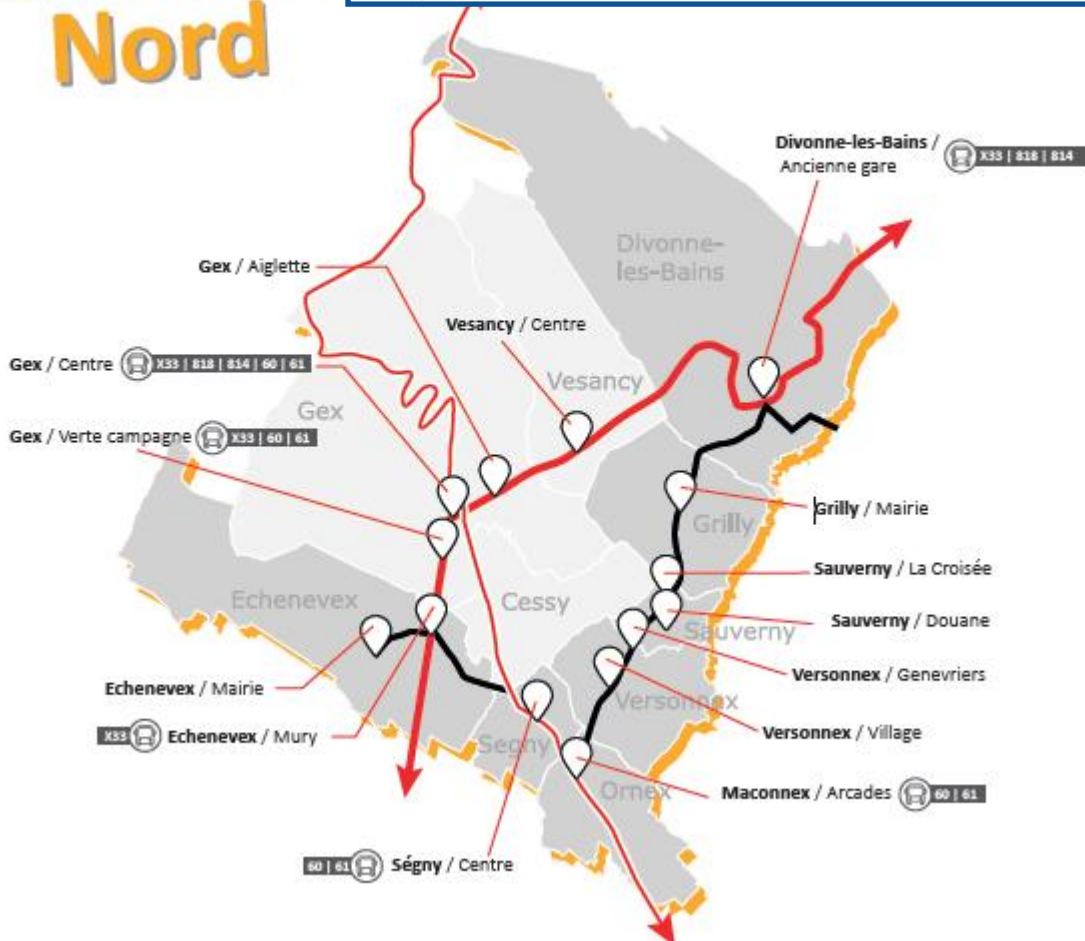 Nord
Divonne-les-Bains /
Ancienne gare
X33 | 818 | 814
Divonne-
les-Bains
Gex / Aiglette
Vesancy / Centre
Gex / Centre
X33 | 818 | 814 | 60 | 61
Vesancy
Gex
Gex / Verte campagne
X33 | 60 | 61
Grilly / Mairie
Grilly
Sauverny / La Croisée
Echenevex
Cessy
Sauverny / Douane
Sauverny
Versonnex / Genevriers
Echenevex / Mairie
Versonnex
X33
Echenevex / Mury
Versonnex / Village
Segny
Ornex
Maconnex / Arcades
60 | 61
60 | 61
Ségny / Centre